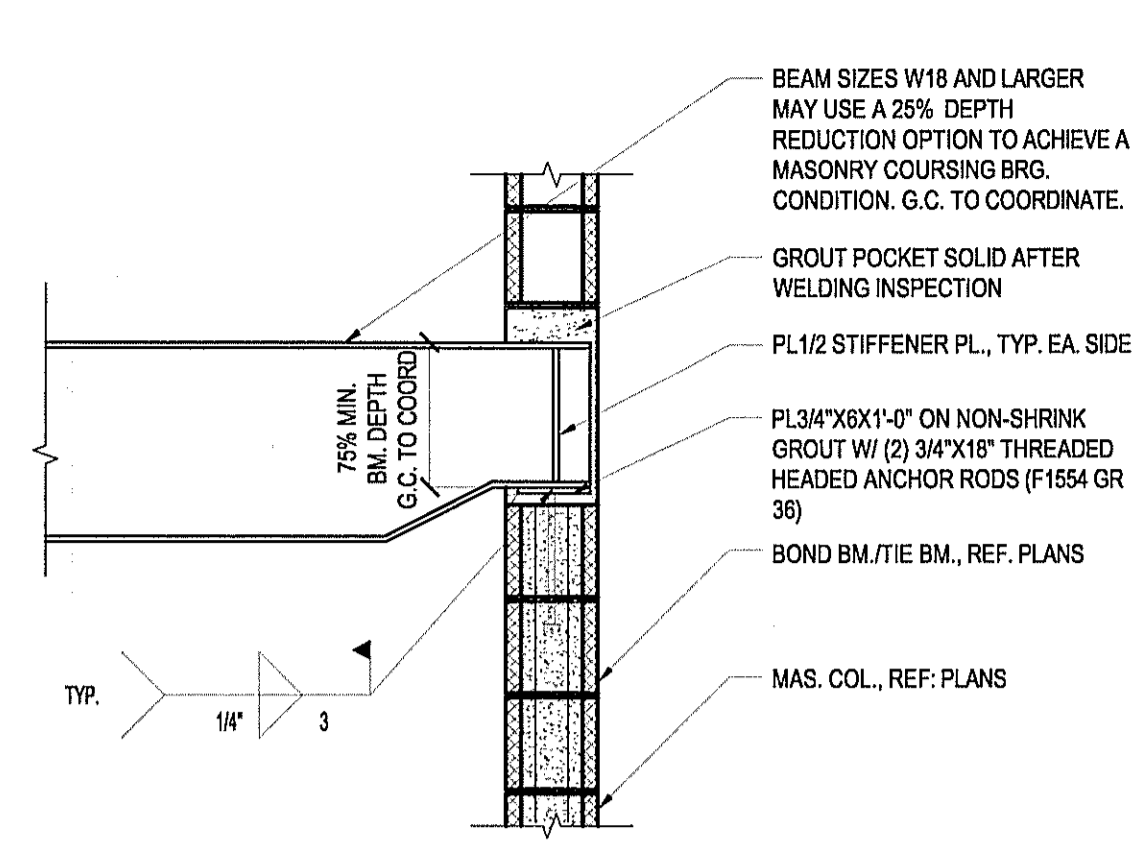 BEAM SIZES W18 AND LARGER
MAY USE A 25% DEPTH
REDUCTION OPTION TO ACHIEVE A
MASONRY COURSING BRG.
CONDITION. G.C. TO COORDINATE.
GROUT POCKET SOLID AFTER
WELDING INSPECTION
PL1/2 STIFFENER PL., TYP. EA. SIDE
75% MIN.
BM. DEPTH
G.C. TO COORD
PL3/4"X6X1'-0" ON NON-SHRINK
GROUT W/ (2) 3/4"X18" THREADED
HEADED ANCHOR RODS (F1554 GR
36)
BOND BM./TIE BM., REF. PLANS
MAS. COL., REF: PLANS
TYP.
1/4" 3